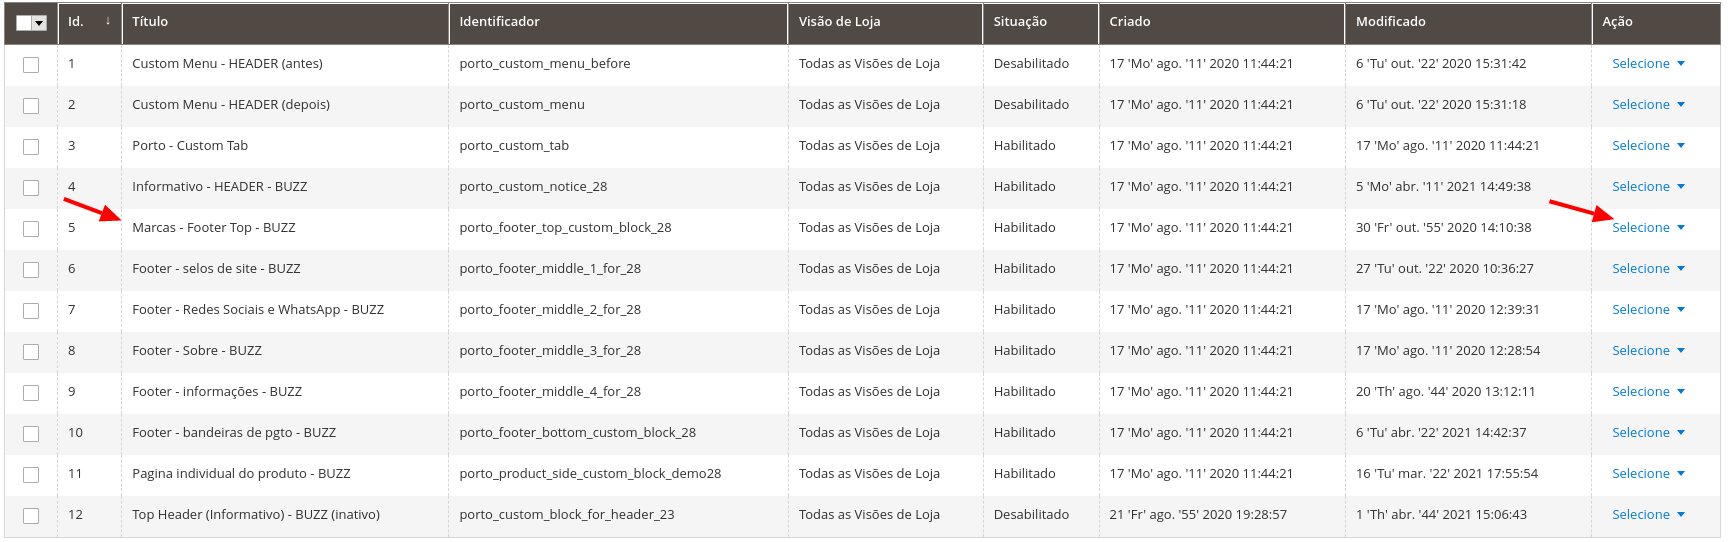 Id. ↓ Título Identificador Visão de Loja Situação Criado Modificado Ação
1 Custom Menu - HEADER (antes) porto_custom_menu_before Todas as Visões de Loja Desabilitado 17 'Mo' ago. '11' 2020 11:44:21 6 'Tu' out. '22' 2020 15:31:42 Selecione
2 Custom Menu - HEADER (depois) porto_custom_menu Todas as Visões de Loja Desabilitado 17 'Mo' ago. '11' 2020 11:44:21 6 'Tu' out. '22' 2020 15:31:18 Selecione
3 Porto - Custom Tab porto_custom_tab Todas as Visões de Loja Habilitado 17 'Mo' ago. '11' 2020 11:44:21 17 'Mo' ago. '11' 2020 11:44:21 Selecione
4 Informativo - HEADER - BUZZ porto_custom_notice_28 Todas as Visões de Loja Habilitado 17 'Mo' ago. '11' 2020 11:44:21 5 'Mo' abr. '11' 2021 14:49:38 Selecione
5 Marcas - Footer Top - BUZZ porto_footer_top_custom_block_28 Todas as Visões de Loja Habilitado 17 'Mo' ago. '11' 2020 11:44:21 30 'Fr' out. '55' 2020 14:10:38 Selecione
6 Footer - selos de site - BUZZ porto_footer_middle_1_for_28 Todas as Visões de Loja Habilitado 17 'Mo' ago. '11' 2020 11:44:21 27 'Tu' out. '22' 2020 10:36:27 Selecione
7 Footer - Redes Sociais e WhatsApp - BUZZ porto_footer_middle_2_for_28 Todas as Visões de Loja Habilitado 17 'Mo' ago. '11' 2020 11:44:21 17 'Mo' ago. '11' 2020 12:39:31 Selecione
8 Footer - Sobre - BUZZ porto_footer_middle_3_for_28 Todas as Visões de Loja Habilitado 17 'Mo' ago. '11' 2020 11:44:21 17 'Mo' ago. '11' 2020 12:28:54 Selecione
9 Footer - informações - BUZZ porto_footer_middle_4_for_28 Todas as Visões de Loja Habilitado 17 'Mo' ago. '11' 2020 11:44:21 20 'Th' ago. '44' 2020 13:12:11 Selecione
10 Footer - bandeiras de pgto - BUZZ porto_footer_bottom_custom_block_28 Todas as Visões de Loja Habilitado 17 'Mo' ago. '11' 2020 11:44:21 6 'Tu' abr. '22' 2021 14:42:37 Selecione
11 Pagina individual do produto - BUZZ porto_product_side_custom_block_demo28 Todas as Visões de Loja Habilitado 17 'Mo' ago. '11' 2020 11:44:21 16 'Tu' mar. '22' 2021 17:55:54 Selecione
12 Top Header (Informativo) - BUZZ (inativo) porto_custom_block_for_header_23 Todas as Visões de Loja Desabilitado 21 'Fr' ago. '55' 2020 19:28:57 1 'Th' abr. '44' 2021 15:06:43 Selecione